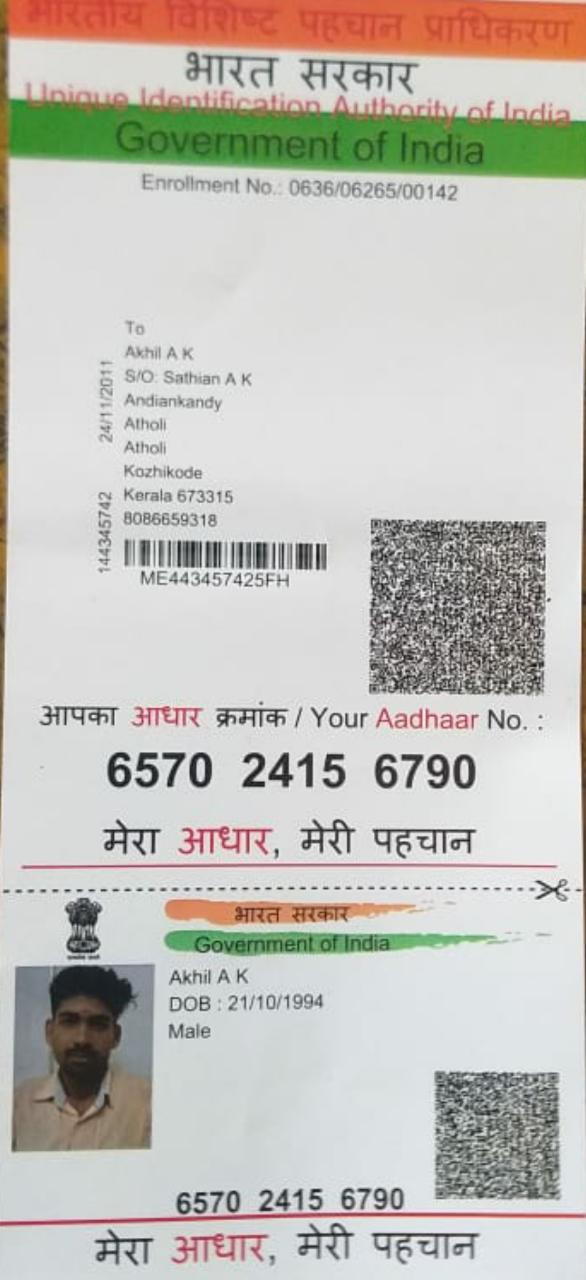 भारतीय विशिष्ट पहचान प्राधिकरण
भारत सरकार
Unique Identification Authority of India
Government of India
Enrollment No.: 0636/06265/00142
To
Akhil A K
S/O: Sathian A K
Andiankandy
Atholi
Atholi
Kozhikode
Kerala 673315
8086659318
144345742 24/11/2011
ME443457425FH
आपका आधार क्रमांक / Your Aadhaar No. :
6570 2415 6790
मेरा आधार, मेरी पहचान
भारत सरकार
Government of India
Akhil A K
DOB : 21/10/1994
Male
6570 2415 6790
मेरा आधार, मेरी पहचान